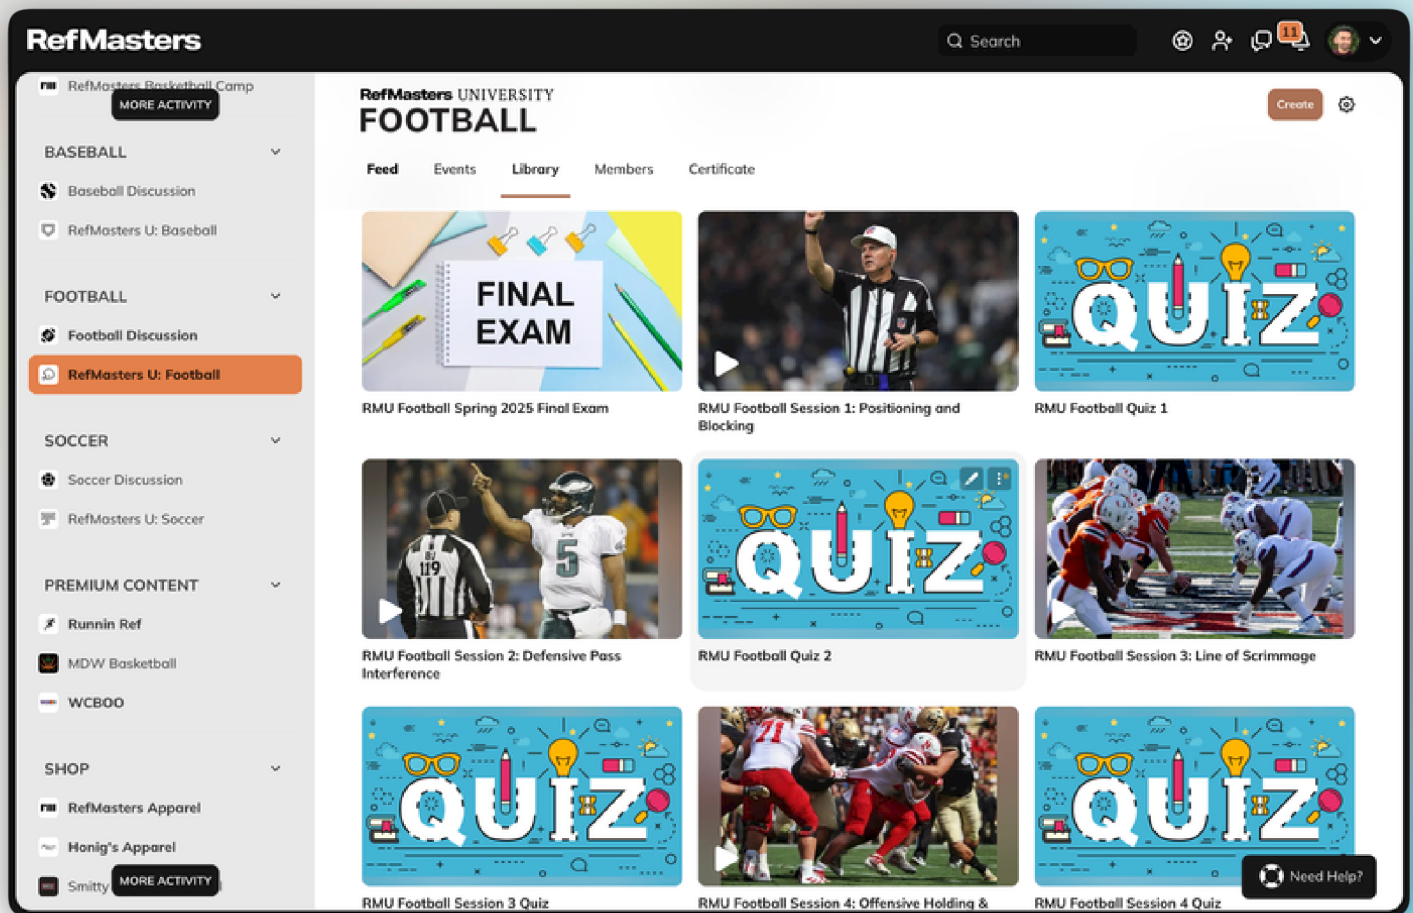 RefMasters
Search
11
RefMasters Basketball Camp
MORE ACTIVITY
BASEBALL
Baseball Discussion
RefMasters U: Baseball
FOOTBALL
Football Discussion
RefMasters U: Football
SOCCER
Soccer Discussion
RefMasters U: Soccer
PREMIUM CONTENT
Runnin Ref
MDW Basketball
WCBOO
SHOP
RefMasters Apparel
Honig's Apparel
Smitty
MORE ACTIVITY
RefMasters UNIVERSITY
FOOTBALL
Create
Feed
Events
Library
Members
Certificate
FINAL
EXAM
QUIZ
RMU Football Spring 2025 Final Exam
RMU Football Session 1: Positioning and
Blocking
RMU Football Quiz 1
119
5
QUIZ
RMU Football Session 2: Defensive Pass
Interference
RMU Football Quiz 2
RMU Football Session 3: Line of Scrimmage
QUIZ
71
QUIZ
RMU Football Session 3 Quiz
RMU Football Session 4: Offensive Holding &
RMU Football Session 4 Quiz
Need Help?